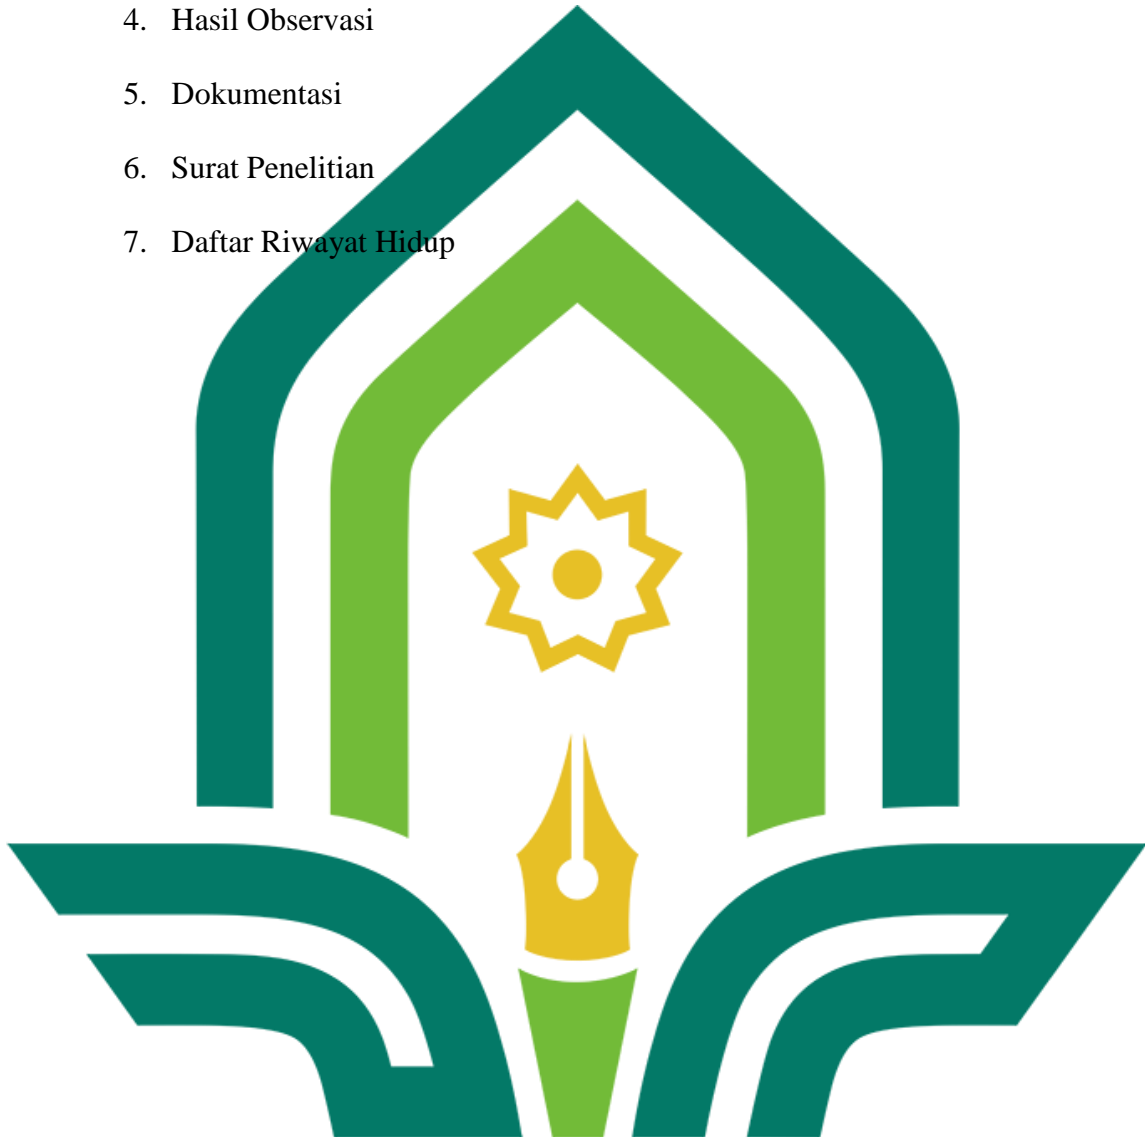 4. Hasil Observasi
5. Dokumentasi
6. Surat Penelitian
7. Daftar Riwayat Hidup